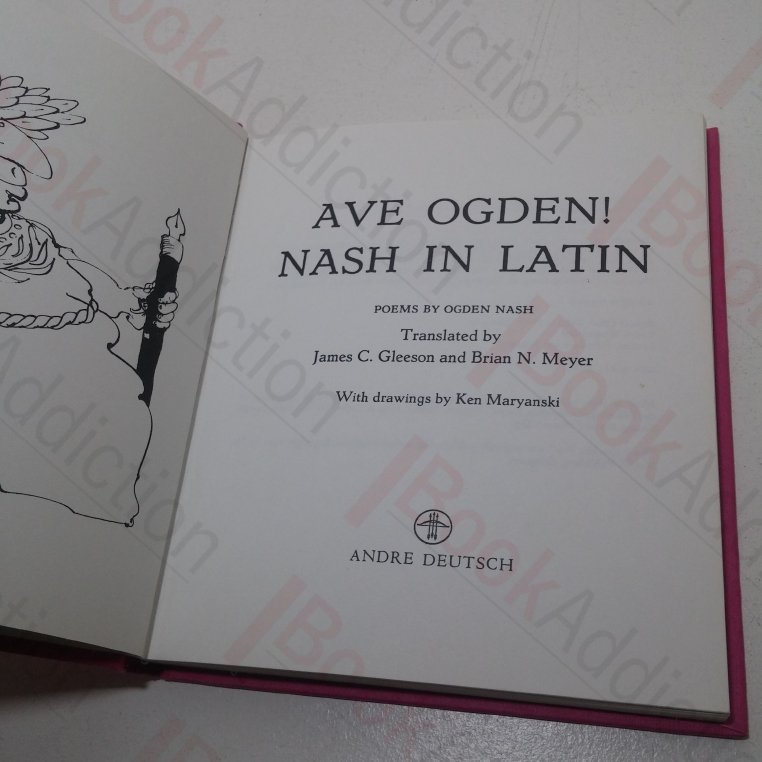 AVE OGDEN!
NASH IN LATIN
POEMS BY OGDEN NASH
Translated by
James C. Gleeson and Brian N. Meyer
With drawings by Ken Maryanski
ANDRE DEUTSCH
BookAddiction